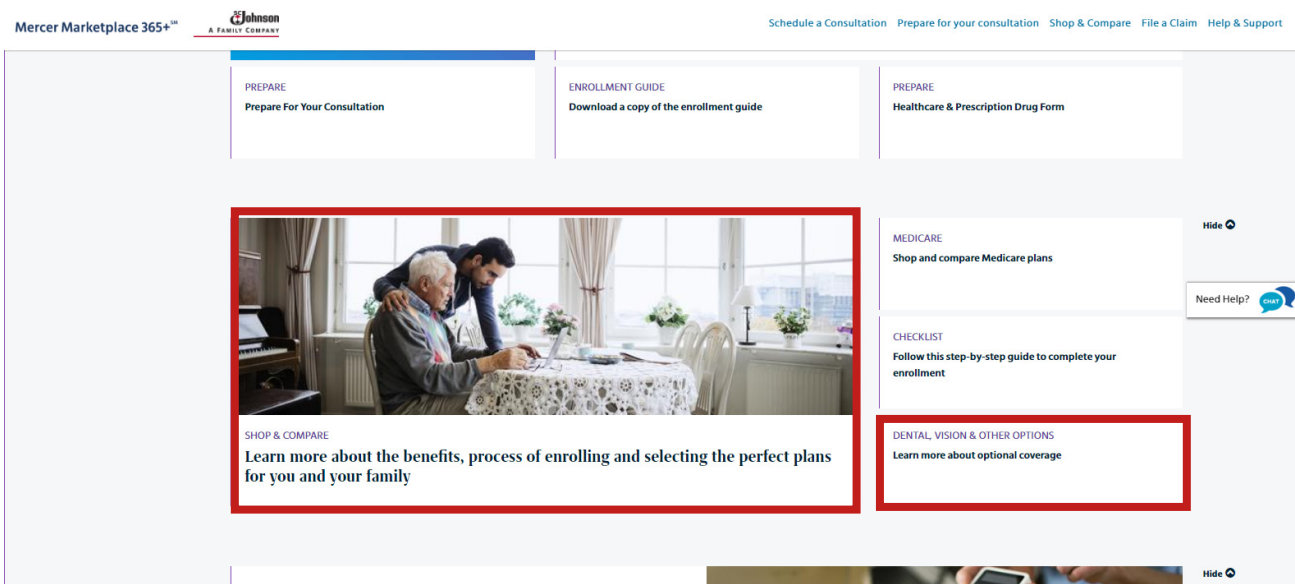 Mercer Marketplace 365+℠
SC Johnson
A FAMILY COMPANY
Schedule a Consultation Prepare for your consultation Shop & Compare File a Claim Help & Support
PREPARE
Prepare For Your Consultation
ENROLLMENT GUIDE
Download a copy of the enrollment guide
PREPARE
Healthcare & Prescription Drug Form
SHOP & COMPARE
Learn more about the benefits, process of enrolling and selecting the perfect plans
for you and your family
MEDICARE
Shop and compare Medicare plans
Hide
CHECKLIST
Follow this step-by-step guide to complete your
enrollment
DENTAL, VISION & OTHER OPTIONS
Learn more about optional coverage
Need Help? CHAT
Hide